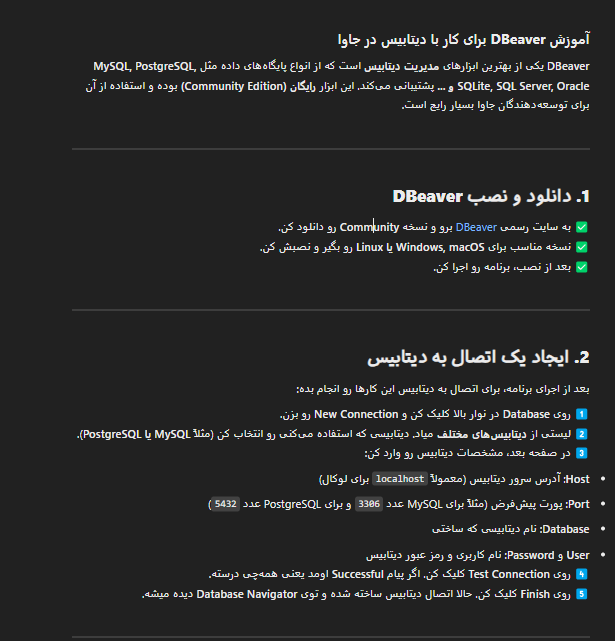 آموزش DBeaver برای کار با دیتابیس در جاوا
DBeaver یکی از بهترین ابزارهای مدیریت دیتابیس است که از انواع پایگاه‌های داده مثل MySQL, PostgreSQL,
SQLite, SQL Server, Oracle و ... پشتیبانی می‌کند. این ابزار رایگان (Community Edition) بوده و استفاده از آن
برای توسعه‌دهندگان جاوا بسیار رایج است.
1. دانلود و نصب DBeaver
✅ به سایت رسمی DBeaver برو و نسخه Community رو دانلود کن.
✅ نسخه مناسب برای Windows, macOS یا Linux رو بگیر و نصبش کن.
✅ بعد از نصب، برنامه رو اجرا کن.
2. ایجاد یک اتصال به دیتابیس
بعد از اجرای برنامه، برای اتصال به دیتابیس این کارها رو انجام بده:
1️⃣ روی Database در نوار بالا کلیک کن و New Connection رو بزن.
2️⃣ لیستی از دیتابیس‌های مختلف میاد. دیتابیسی که استفاده می‌کنی رو انتخاب کن (مثلاً MySQL یا PostgreSQL).
3️⃣ در صفحه بعد، مشخصات دیتابیس رو وارد کن:
• Host: آدرس سرور دیتابیس (معمولاً localhost برای لوکال)
• Port: پورت پیش‌فرض (مثلاً برای MySQL عدد 3306 و برای PostgreSQL عدد 5432)
• Database: نام دیتابیسی که ساختی
• User و Password: نام کاربری و رمز عبور دیتابیس
4️⃣ روی Test Connection کلیک کن. اگر پیام Successful اومد یعنی همه‌چی درسته.
5️⃣ روی Finish کلیک کن. حالا اتصال دیتابیس ساخته شده و توی Database Navigator دیده میشه.